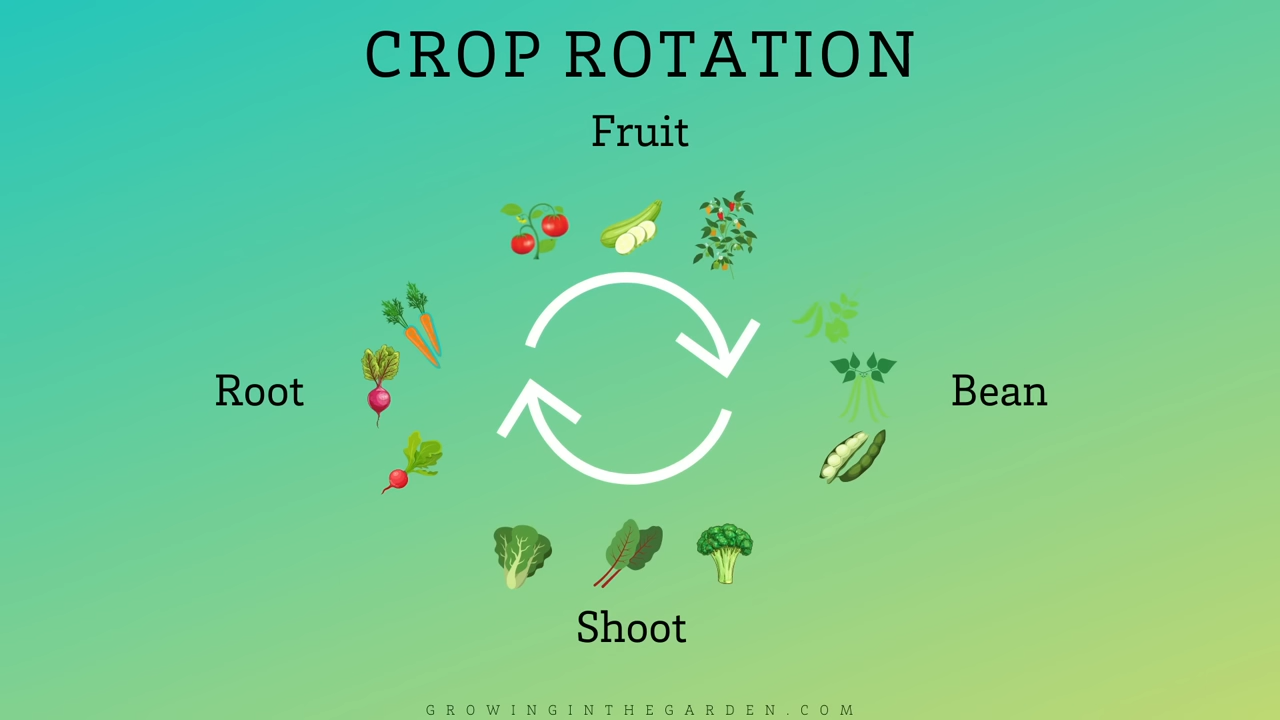 CROP ROTATION
Fruit
Root
Bean
Shoot
GROWINGINTHEGARDEN.COM